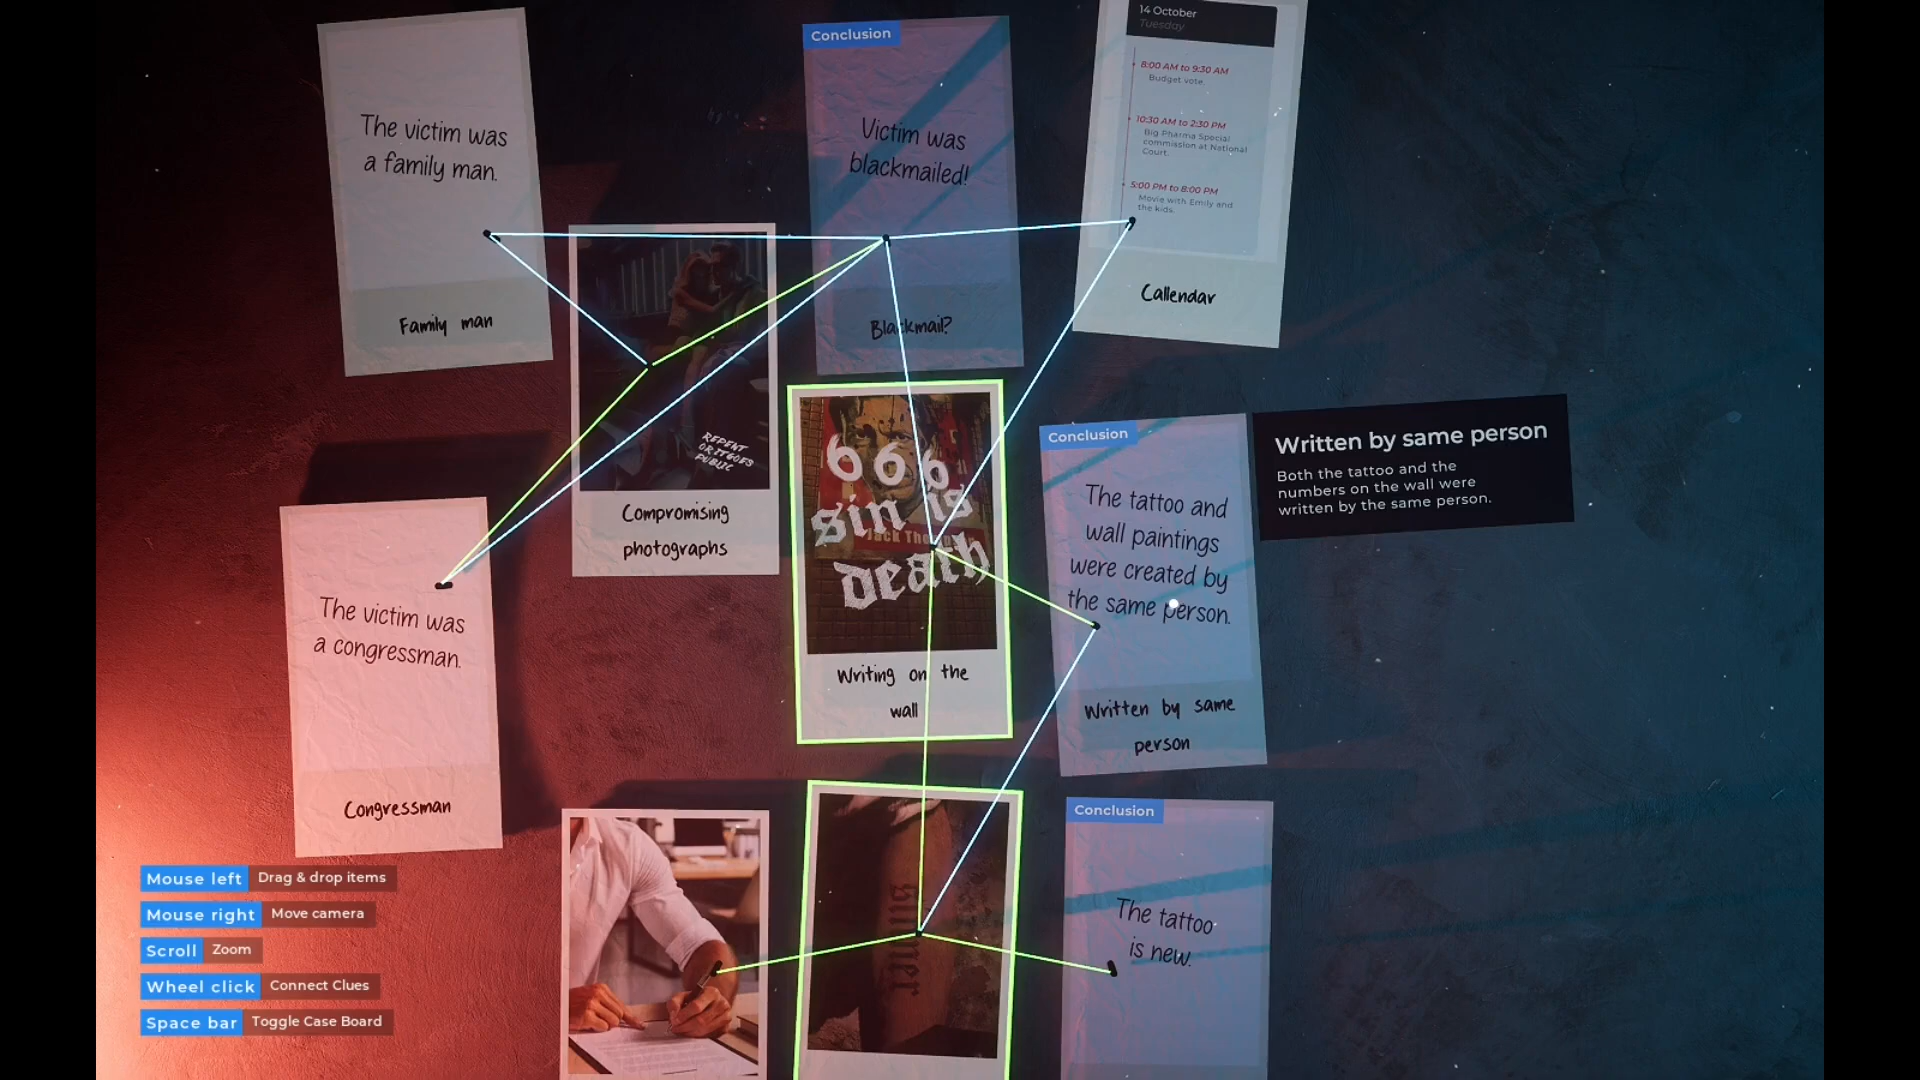 The victim was
a family man.
Family man
Conclusion
Victim was
blackmailed!
Blackmail?
14 October
Tuesday
8:00 AM to 9:30 AM
Budget vote.
10:30 AM to 2:30 PM
Big Pharma Special
commission at National
Court.
5:00 PM to 8:00 PM
Movie with Emily and
the kids.
Callendar
REPENT
OR IT GOES
PUBLIC
Compromising
photographs
666
sin is
Jack Tho
death
Writing on the
wall
Conclusion
The tattoo and
wall paintings
were created by
the same person.
Written by same
person
Written by same person
Both the tattoo and the
numbers on the wall were
written by the same person.
The victim was
a congressman.
Congressman
sinner
Conclusion
The tattoo
is new.
Mouse left Drag & drop items
Mouse right Move camera
Scroll Zoom
Wheel click Connect Clues
Space bar Toggle Case Board